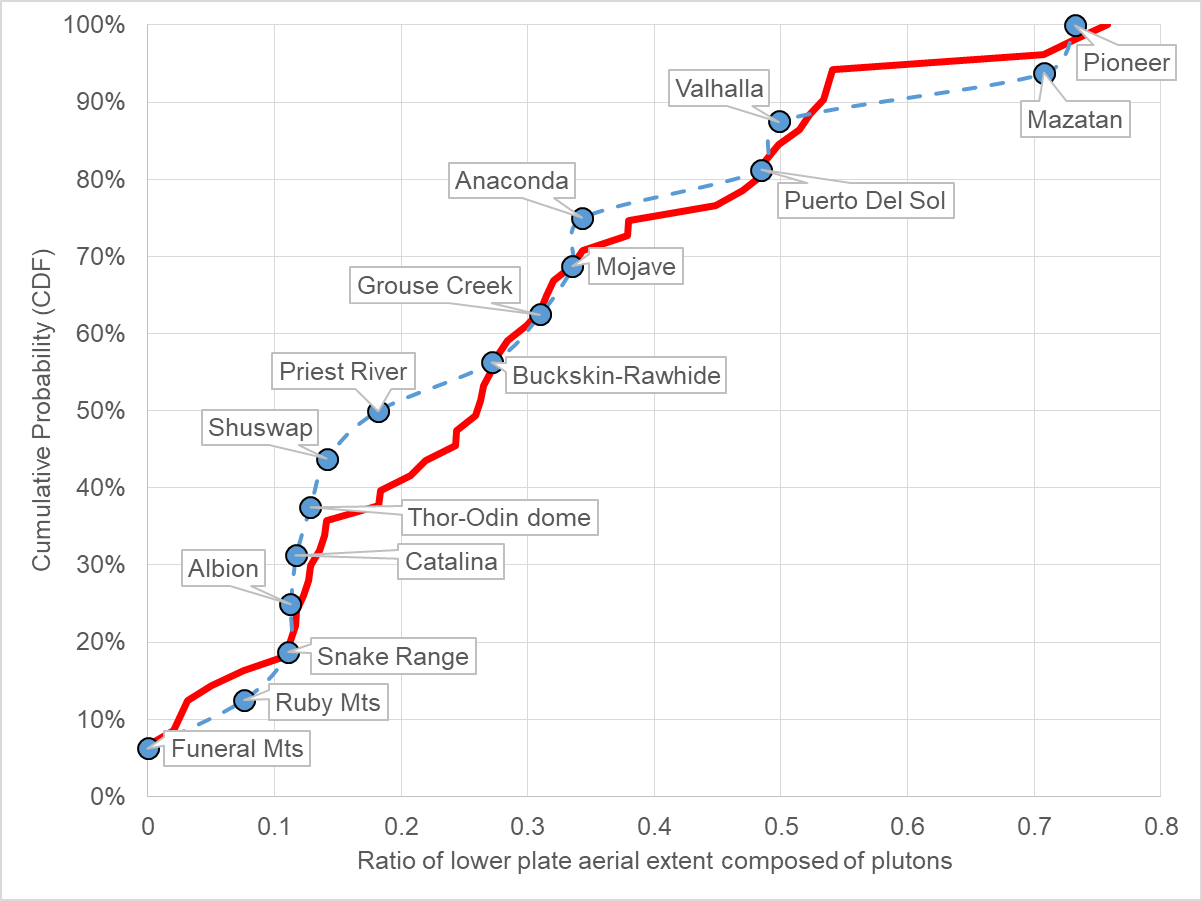 100%
Pioneer
Valhalla
90%
Mazatan
80%
Anaconda
Puerto Del Sol
70%
Mojave
Grouse Creek
60%
Priest River
Buckskin-Rawhide
50%
Shuswap
40%
Thor-Odin dome
Catalina
30%
Albion
20%
Snake Range
Ruby Mts
10%
Funeral Mts
0%
Cumulative Probability (CDF)
0 0.1 0.2 0.3 0.4 0.5 0.6 0.7 0.8
Ratio of lower plate aerial extent composed of plutons